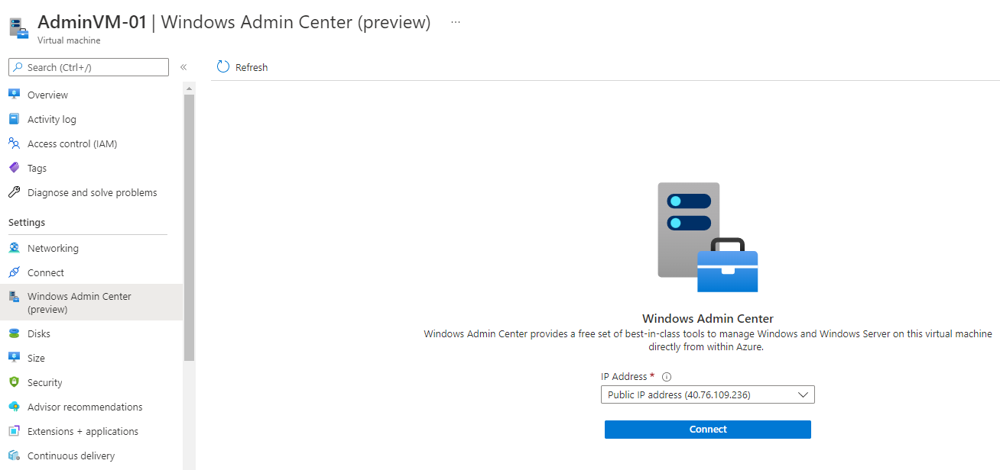 AdminVM-01 | Windows Admin Center (preview) ...
Virtual machine
Search (Ctrl+/)
«
Refresh
Overview
Activity log
Access control (IAM)
Tags
Diagnose and solve problems
Settings
Networking
Connect
Windows Admin Center
(preview)
Disks
Size
Security
Advisor recommendations
Extensions + applications
Continuous delivery
Windows Admin Center
Windows Admin Center provides a free set of best-in-class tools to manage Windows and Windows Server on this virtual machine
directly from within Azure.
IP Address *
Public IP address (40.76.109.236)
Connect